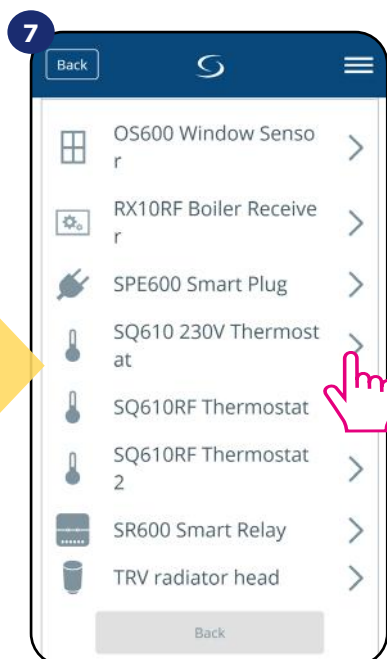 7
Back
OS600 Window Senso
r
RX10RF Boiler Receive
r
SPE600 Smart Plug
SQ610 230V Thermost
at
SQ610RF Thermostat
SQ610RF Thermostat
2
SR600 Smart Relay
TRV radiator head
Back